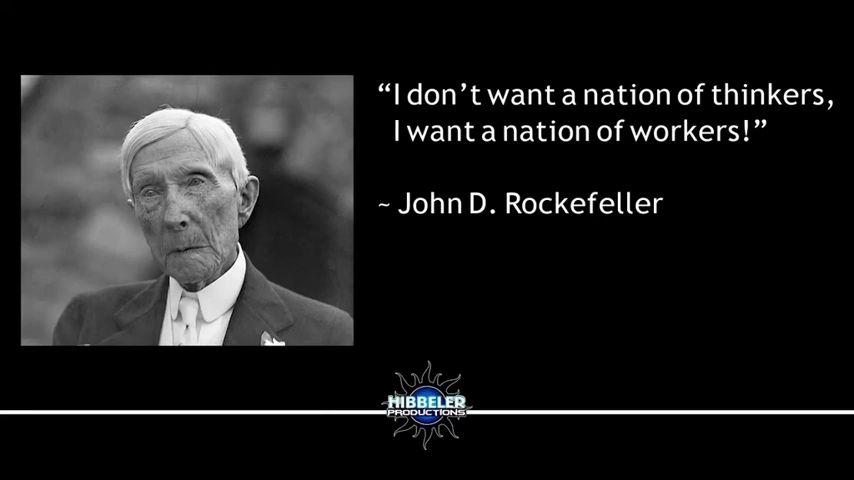 “I don’t want a nation of thinkers,
I want a nation of workers!”
~ John D. Rockefeller
HIBBELER
PRODUCTIONS